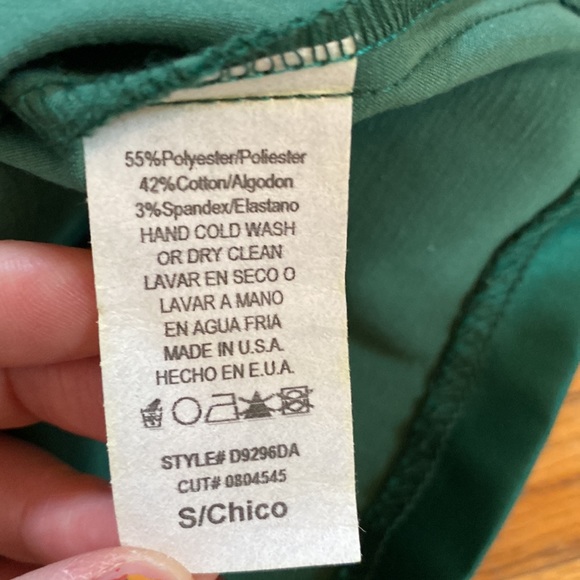 55%Polyester/Poliester
42%Cotton/Algodon
3%Spandex/Elastano
HAND COLD WASH
OR DRY CLEAN
LAVAR EN SECO O
LAVAR A MANO
EN AGUA FRIA
MADE IN U.S.A.
HECHO EN E.U.A.
STYLE# D9296DA
CUT# 0804545
S/Chico